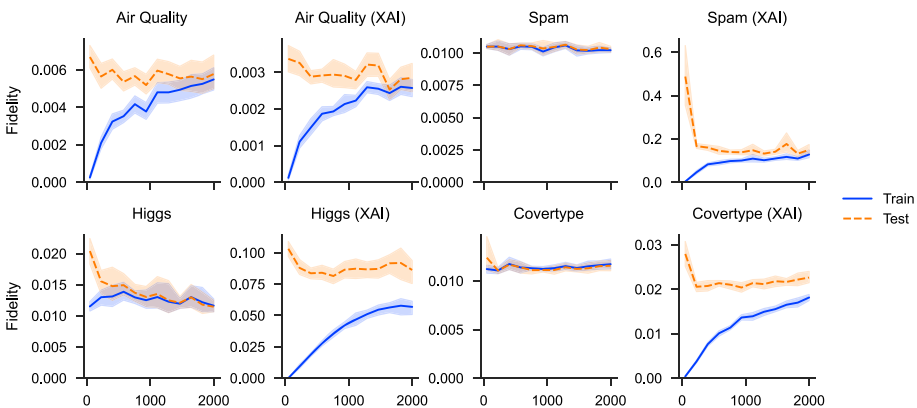 Air Quality
Air Quality (XAI)
Spam
Spam (XAI)
Fidelity
0.006
0.004
0.002
0.000
0.003
0.002
0.001
0.000
0.0100
0.0075
0.0050
0.0025
0.0000
0.6
0.4
0.2
0.0
Train
Test
Higgs
Higgs (XAI)
Covertype
Covertype (XAI)
Fidelity
0.020
0.015
0.010
0.005
0.000
0.100
0.075
0.050
0.025
0.000
0.010
0.005
0.000
0.03
0.02
0.01
0.00
0 1000 2000
0 1000 2000
0 1000 2000
0 1000 2000